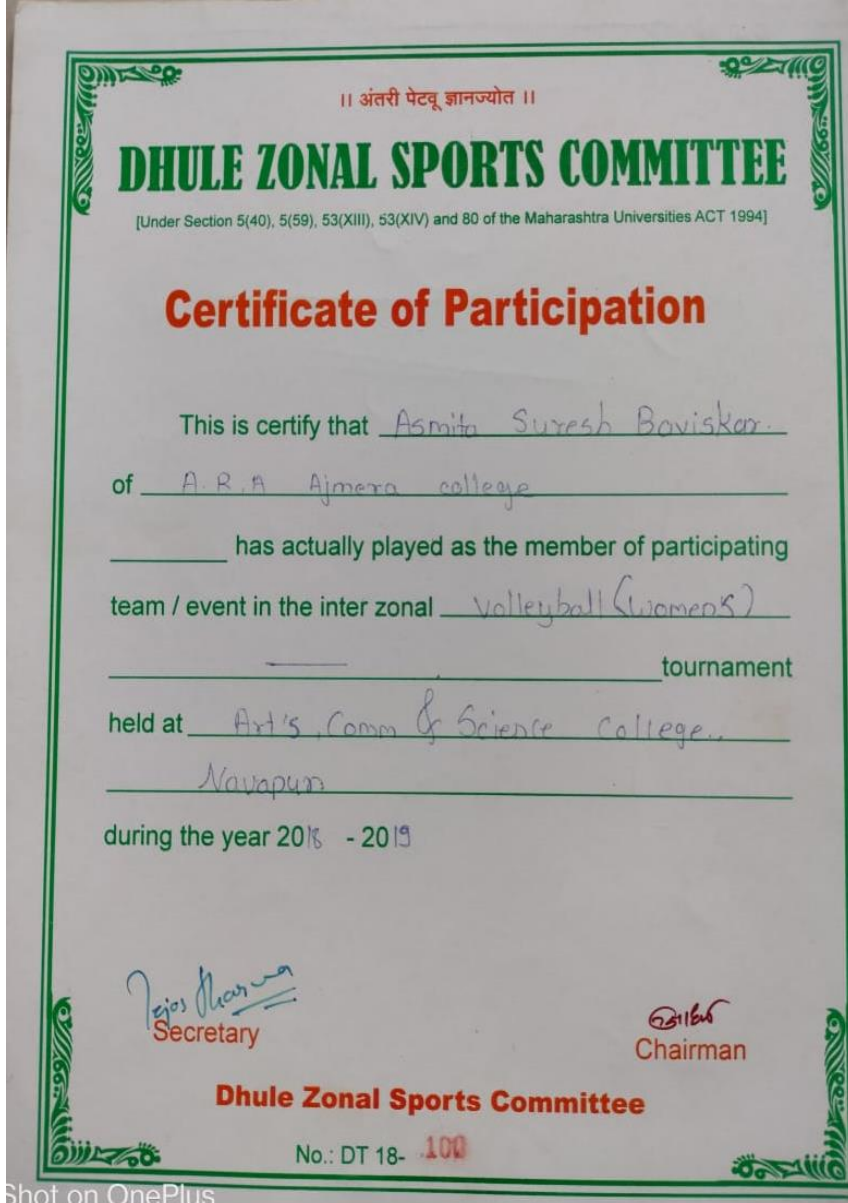 ।। अंतरी पेटवू ज्ञानज्योत ।।
DHULE ZONAL SPORTS COMMITTEE
[Under Section 5(40), 5(59), 53(XIII), 53(XIV) and 80 of the Maharashtra Universities ACT 1994]
Certificate of Participation
This is certify that Asmita Suresh Baviskar.
of A.R.A Ajmera college
has actually played as the member of participating
team / event in the inter zonal Volleyball (Womens)
tournament
held at Art's, Comm & Science College.
Navapur
during the year 2018 - 2019
Secretary
Chairman
Dhule Zonal Sports Committee
No.: DT 18- 100
Shot on OnePlus